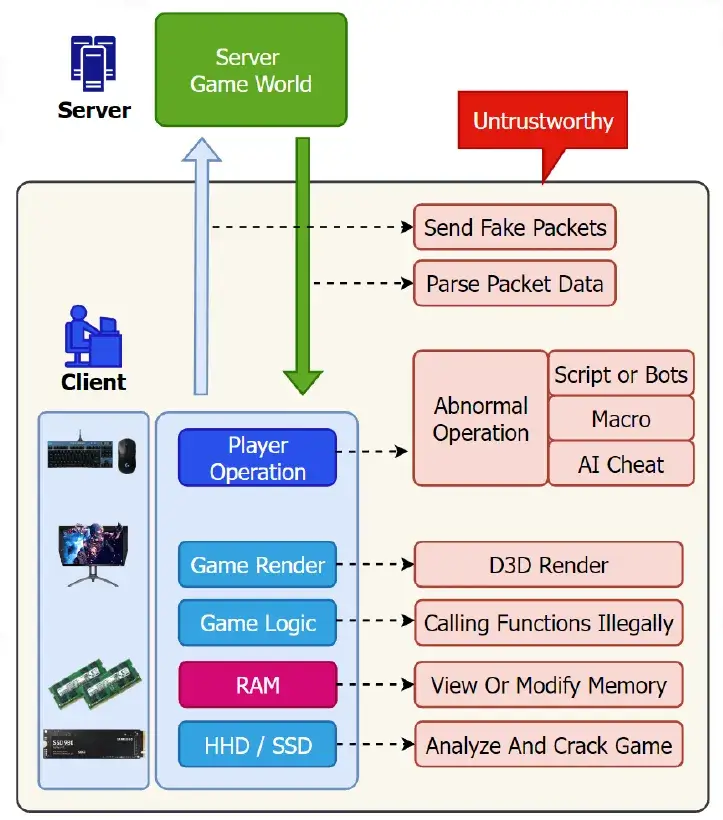 Server
Game World
Server
Untrustworthy
Send Fake Packets
Parse Packet Data
Client
Player
Operation
Abnormal
Operation
Script or Bots
Macro
AI Cheat
Game Render
D3D Render
Game Logic
Calling Functions Illegally
RAM
View Or Modify Memory
HHD / SSD
Analyze And Crack Game